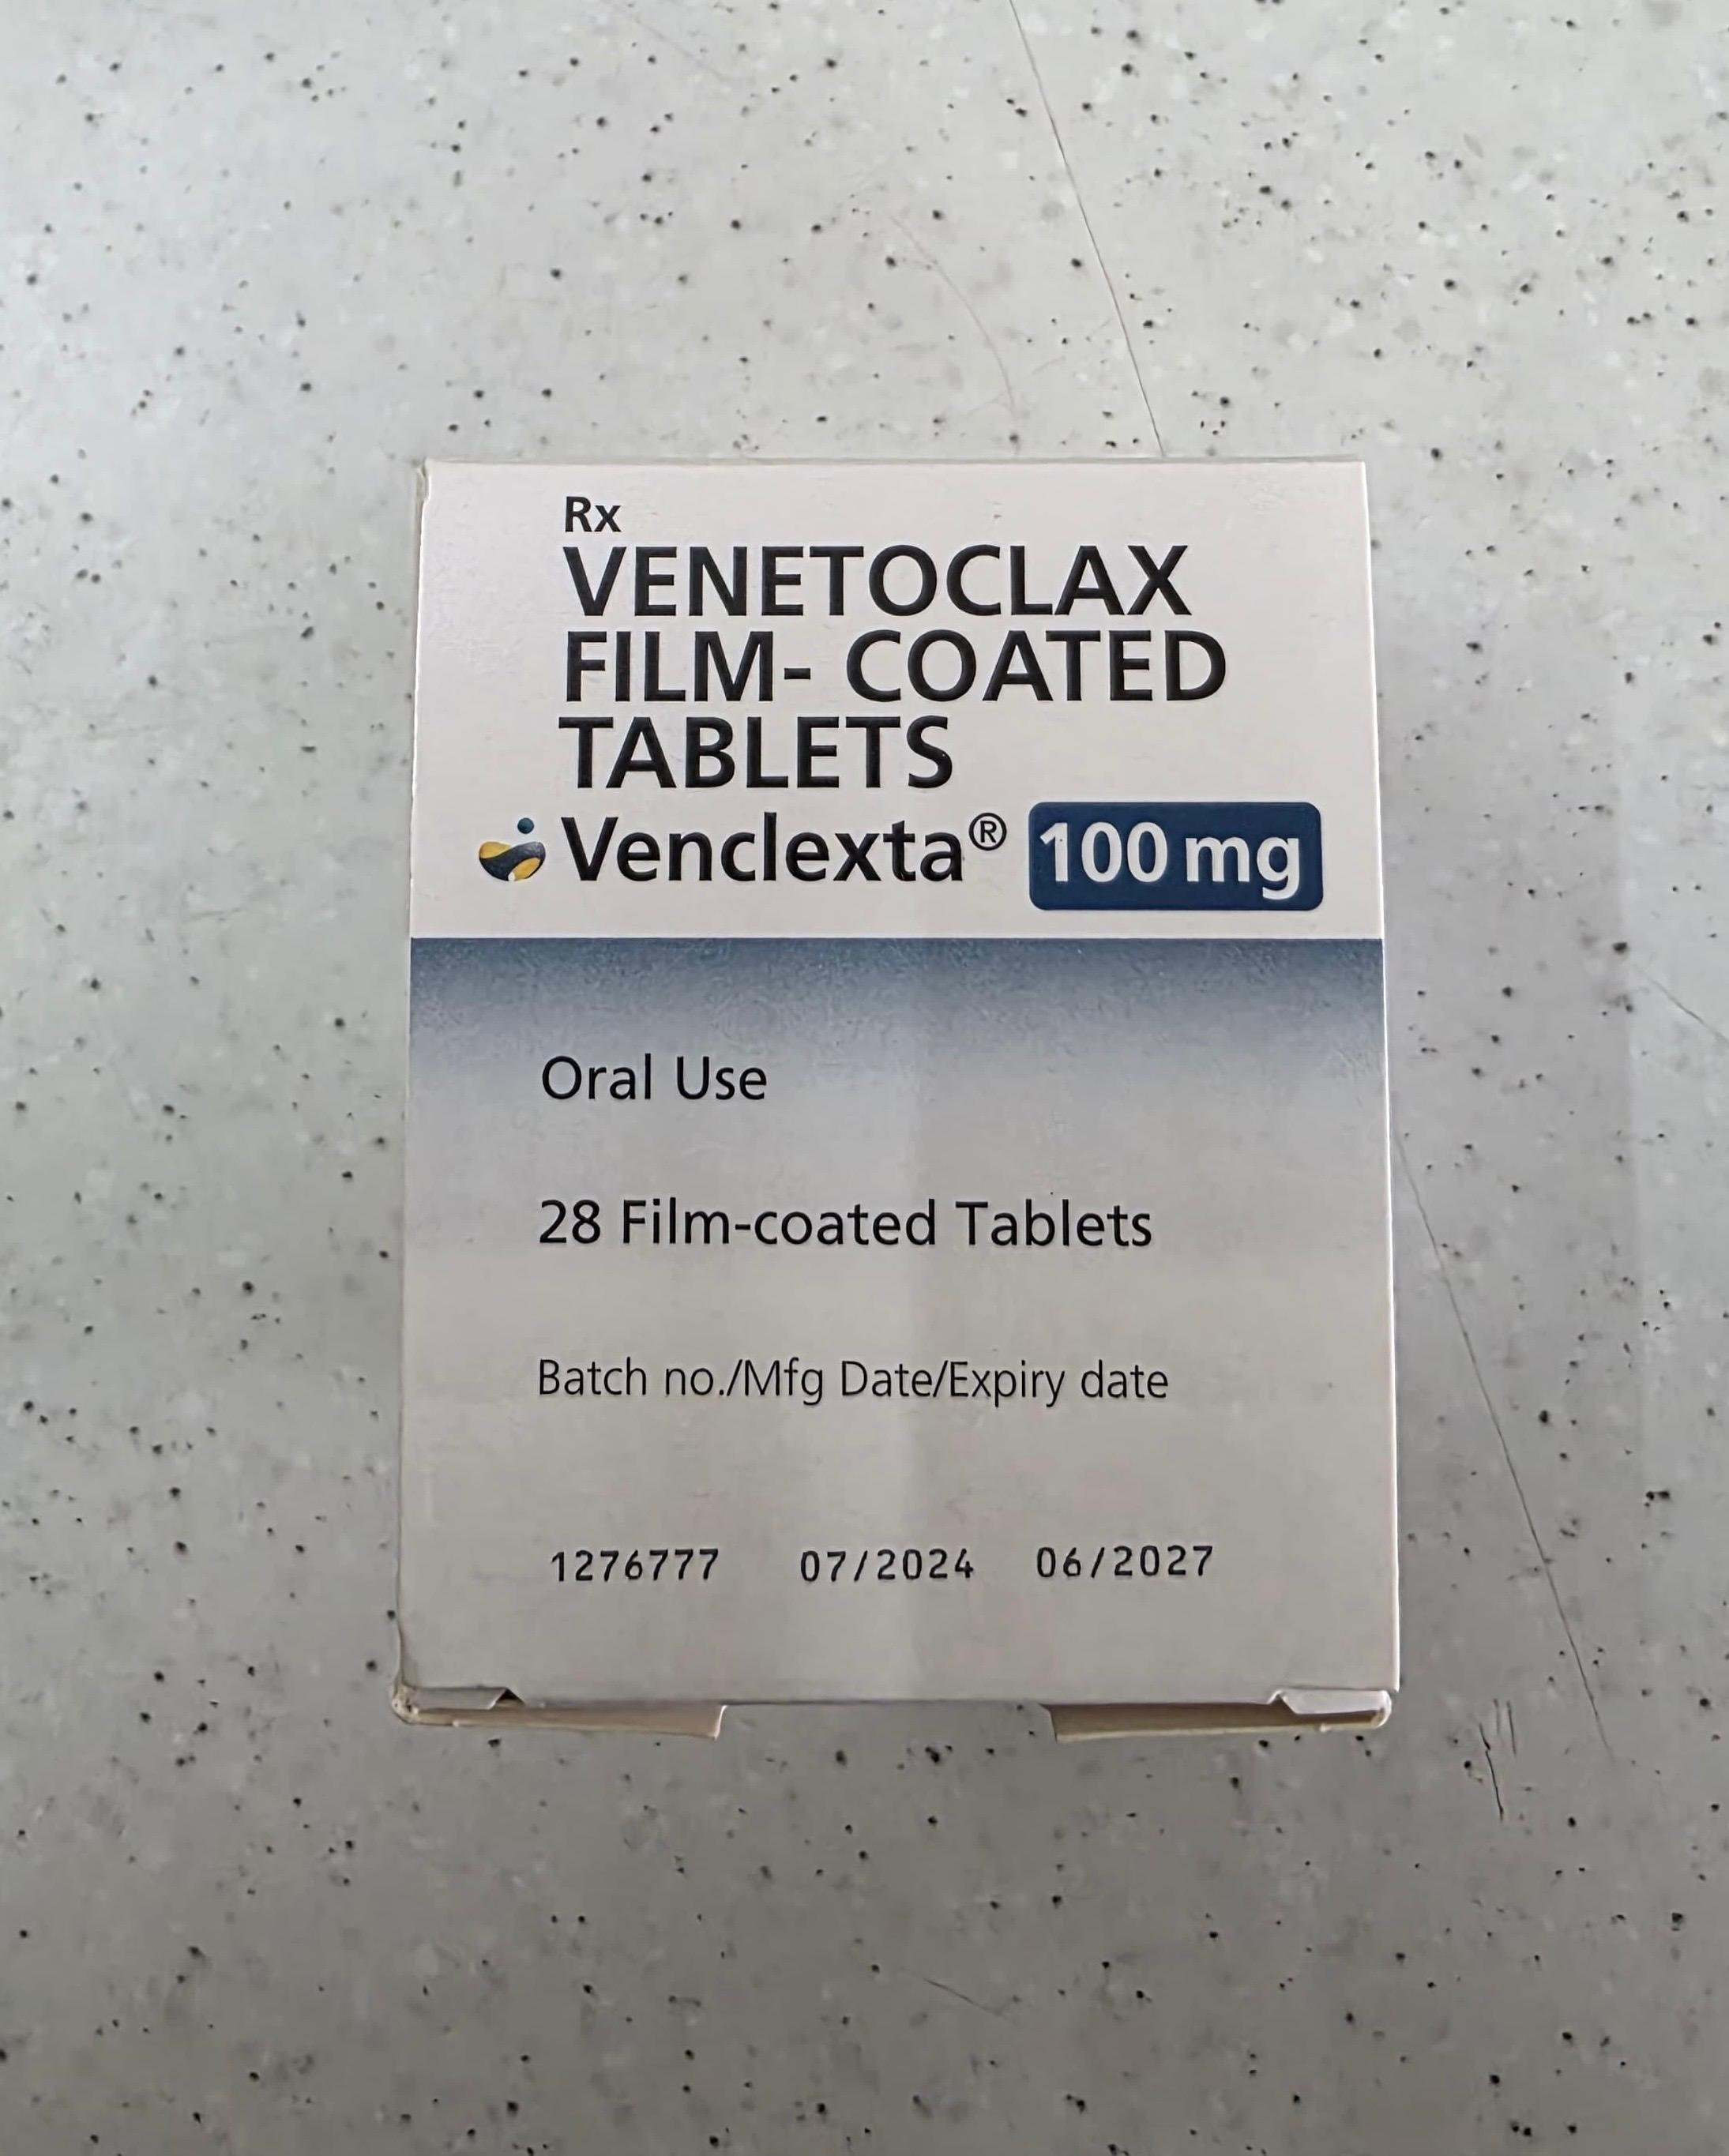 Rx
VENETOCLAX
FILM- COATED
TABLETS
Venclexta® 100 mg
Oral Use
28 Film-coated Tablets
Batch no./Mfg Date/Expiry date
1276777 07/2024 06/2027